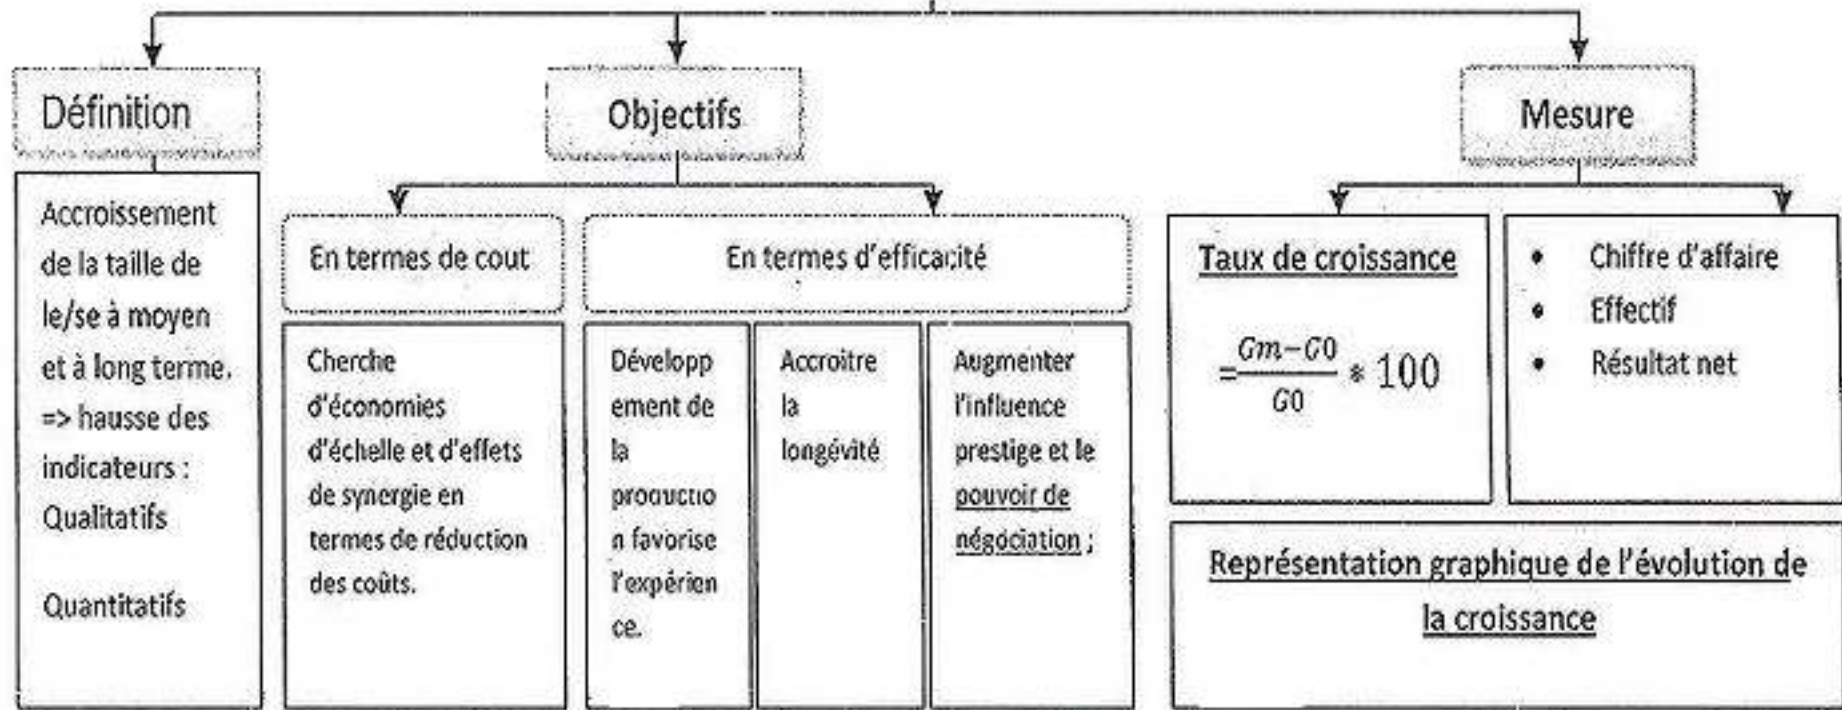 Définition
Accroissement
de la taille de
le/se à moyen
et à long terme.
=> hausse des
indicateurs :
Qualitatifs
Quantitatifs
Objectifs
En termes de cout
Cherche
d'économies
d'échelle et d'effets
de synergie en
termes de réduction
des coûts.
En termes d'efficacité
Développ
ement de
la
productio
n favorise
l'expérien
ce.
Accroitre
la
longévité
Augmenter
l'influence
prestige et le
pouvoir de
négociation ;
Mesure
Taux de croissance
=(Gm-G0)/G0 * 100
• Chiffre d'affaire
• Effectif
• Résultat net
Représentation graphique de l'évolution de
la croissance